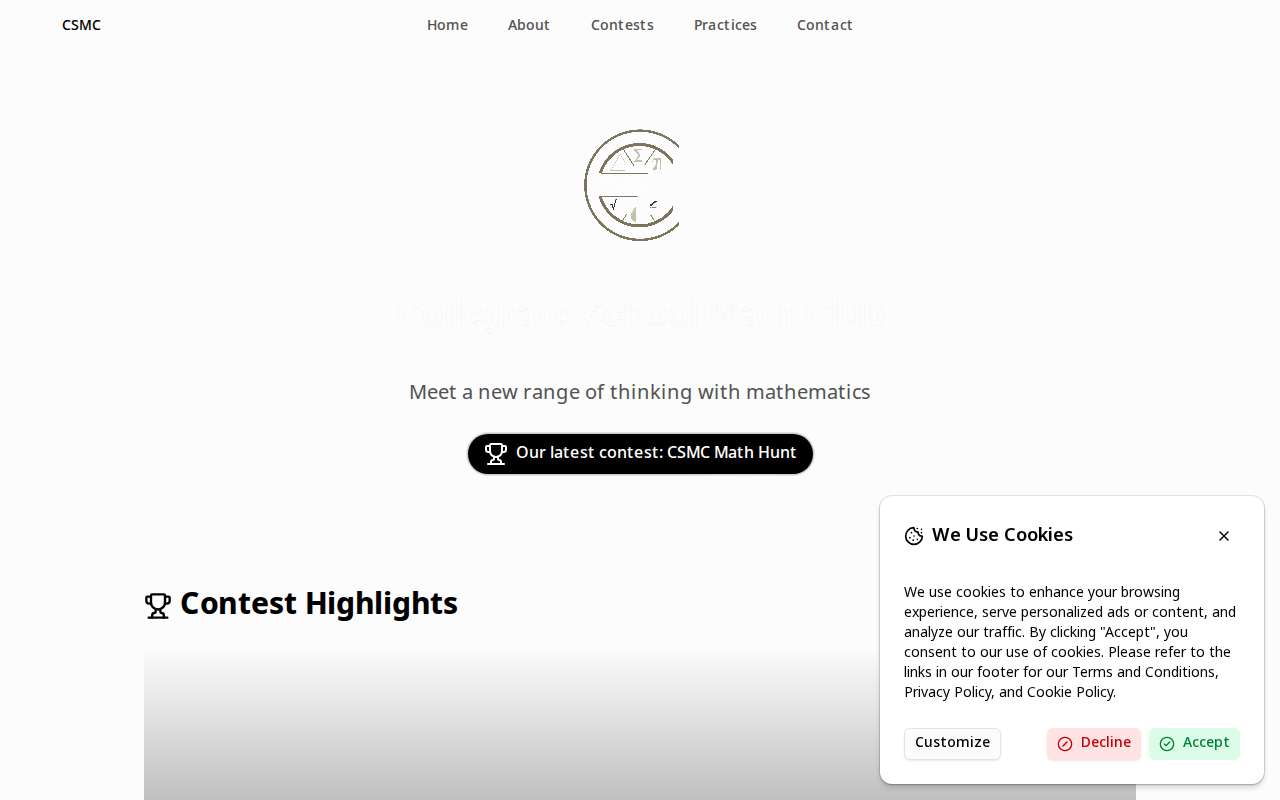 CSMC
Home
About
Contests
Practices
Contact
Meet a new range of thinking with mathematics
Our latest contest: CSMC Math Hunt
Contest Highlights
We Use Cookies
We use cookies to enhance your browsing
experience, serve personalized ads or content, and
analyze our traffic. By clicking "Accept", you
consent to our use of cookies. Please refer to the
links in our footer for our Terms and Conditions,
Privacy Policy, and Cookie Policy.
Customize
Decline
Accept